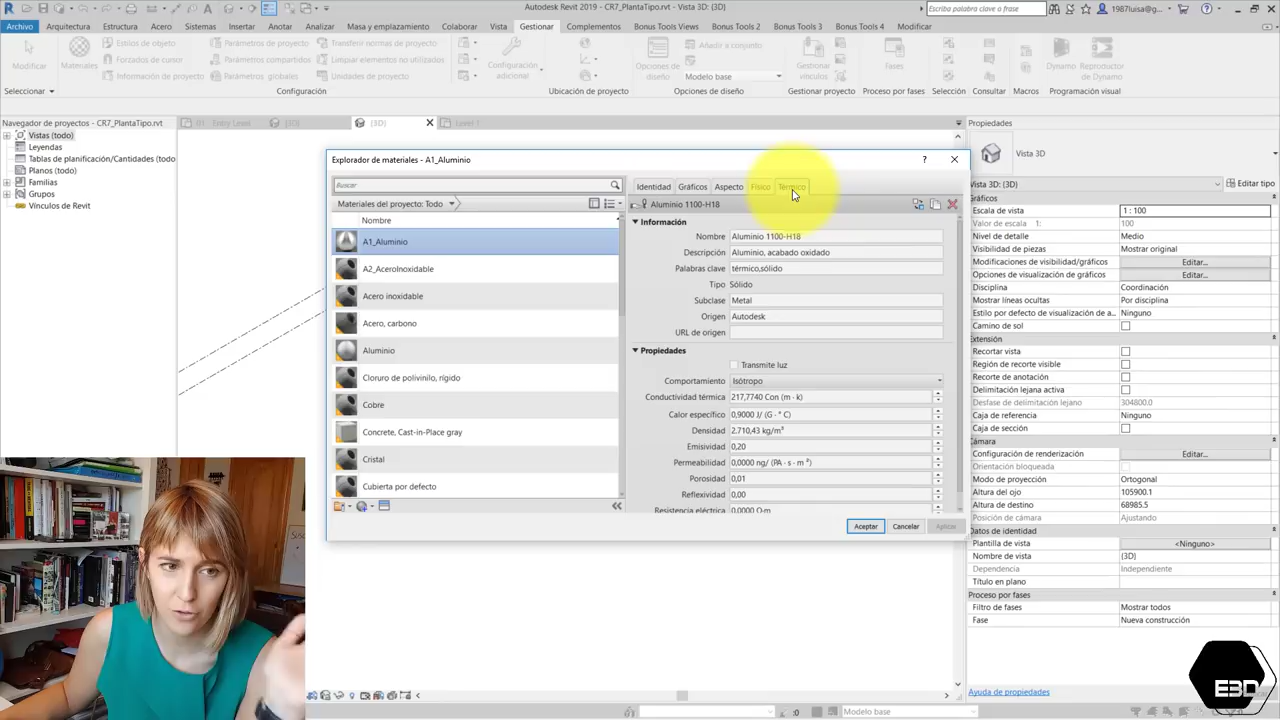 Autodesk Revit 2019 - CR7_PlantaTipo.rvt - Vista 3D: {3D}
Escriba palabra clave o frase
1987luisa@g...
Archivo Arquitectura Estructura Acero Sistemas Insertar Anotar Analizar Masa y emplazamiento Colaborar Vista Gestionar Complementos Bonus Tools Views Bonus Tools 2 Bonus Tools 3 Bonus Tools 4 Modificar
Modificar
Materiales
Estilos de objeto
Forzados de cursor
Información de proyecto
Parámetros de proyecto
Parámetros compartidos
Parámetros globales
Transferir normas de proyecto
Limpiar elementos no utilizados
Unidades de proyecto
Configuración adicional
Opciones de diseño
Añadir a conjunto
Modelo base
Gestionar vínculos
Fases
Dynamo
Reproductor de Dynamo
Seleccionar
Configuración
Ubicación de proyecto
Opciones de diseño
Gestionar proyecto
Proceso por fases
Selección
Consultar
Macros
Programación visual
Navegador de proyectos - CR7_PlantaTipo.rvt
Vistas (todo)
Leyendas
Tablas de planificación/Cantidades (todo)
Planos (todo)
Familias
Grupos
Vínculos de Revit
Entry Level
{3D}
{3D}
Level 1
Explorador de materiales - A1_Aluminio
?
Buscar
Materiales del proyecto: Todo
Nombre
A1_Aluminio
A2_AceroInoxidable
Acero inoxidable
Acero, carbono
Aluminio
Cloruro de polivinilo, rígido
Cobre
Concrete, Cast-in-Place gray
Cristal
Cubierta por defecto
Identidad Gráficos Aspecto Físico Térmico
Aluminio 1100-H18
Información
Nombre Aluminio 1100-H18
Descripción Aluminio, acabado oxidado
Palabras clave térmico,sólido
Tipo Sólido
Subclase Metal
Origen Autodesk
URL de origen
Propiedades
Transmite luz
Comportamiento Isótropo
Conductividad térmica 217,7740 Con (m · k)
Calor específico 0,9000 J/ (G · ° C)
Densidad 2.710,43 kg/m³
Emisividad 0,20
Permeabilidad 0,0000 ng/ (PA · s · m ²)
Porosidad 0,01
Reflexividad 0,00
Resistencia eléctrica 0,0000 Ω·m
Aceptar Cancelar Aplicar
Propiedades
Vista 3D
Vista 3D: {3D} Editar tipo
Gráficos
Escala de vista 1 : 100
Valor de escala 1: 100
Nivel de detalle Medio
Visibilidad de piezas Mostrar original
Modificaciones de visibilidad/gráficos Editar...
Opciones de visualización de gráficos Editar...
Disciplina Coordinación
Mostrar líneas ocultas Por disciplina
Estilo por defecto de visualización de a... Ninguno
Camino de sol
Extensión
Recortar vista
Región de recorte visible
Recorte de anotación
Delimitación lejana activa
Desfase de delimitación lejano 304800.0
Caja de referencia Ninguno
Caja de sección
Cámara
Configuración de renderización Editar...
Orientación bloqueada
Modo de proyección Ortogonal
Altura del ojo 105900.1
Altura de destino 68985.5
Posición de cámara Ajustando
Datos de identidad
Plantilla de vista <Ninguno>
Nombre de vista {3D}
Dependencia Independiente
Título en plano
Proceso por fases
Filtro de fases Mostrar todos
Fase Nueva construcción
Ayuda de propiedades
E3D
:0
Modelo base